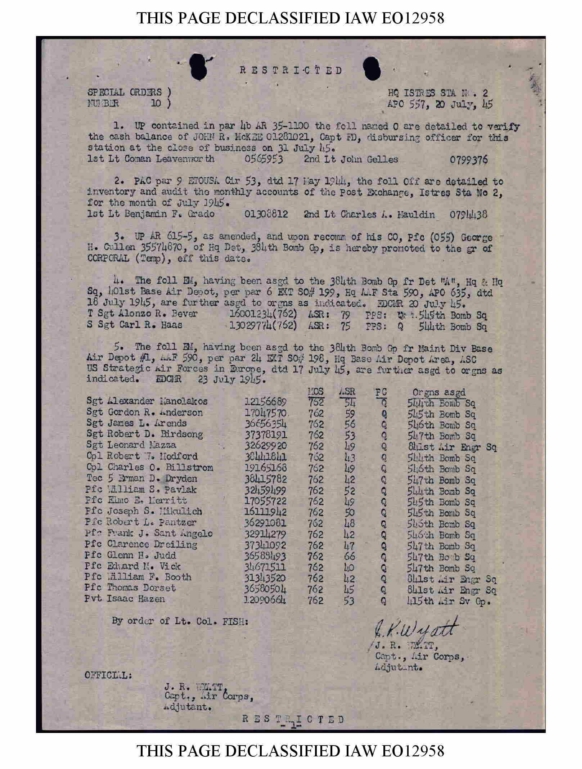 THIS PAGE DECLASSIFIED IAW EO12958
R E S T R I C T E D
SPECIAL ORDERS ) HQ ISTRES STA NO. 2
NUMBER 10 ) APO 557, 20 July, 45
1. UP contained in par 4b AR 35-1100 the foll named O are detailed to verify
the cash balance of JOHN R. McKEE 01281021, Capt FD, disbursing officer for this
station at the close of business on 31 July 45.
1st Lt Coman Leavenworth 0565953 2nd Lt John Gelles 0799376
2. PAC par 9 ETOUSA Cir 53, dtd 17 May 1944, the foll Off are detailed to
inventory and audit the monthly accounts of the Post Exchange, Istres Sta No 2,
for the month of July 1945.
1st Lt Benjamin F. Grado 01308812 2nd Lt Charles A. Mauldin 0794438
3. UP AR 615-5, as amended, and upon recomm of his CO, Pfc (055) George
H. Cullen 35574870, of Hq Det, 384th Bomb Gp, is hereby promoted to the gr of
CORPORAL (Temp), eff this date.
4. The foll EM, having been asgd to the 384th Bomb Gp fr Det "A", Hq & Hq
Sq, 401st Base Air Depot, per par 6 EXT SO# 199, Hq AAF Sta 590, APO 635, dtd
18 July 1945, are further asgd to orgns as indicated. EDCMR 20 July 45.
T Sgt Alonzo R. Bever 16001234(762) ASR: 79 PPS: 545th Bomb Sq
S Sgt Carl R. Haas 13029774(762) ASR: 75 PPS: Q 544th Bomb Sq
5. The foll EM, having been asgd to the 384th Bomb Gp fr Maint Div Base
Air Depot #1, AAF 590, per par 24 EXT SO# 198, Hq Base Air Depot Area, ASC
US Strategic Air Forces in Europe, dtd 17 July 45, are further asgd to orgns as
indicated. EDCMR 23 July 1945.
MOS ASR PC Orgns asgd
Sgt Alexander Manolakos 12156689 762 54 Q 544th Bomb Sq
Sgt Gordon R. Anderson 17047570 762 59 Q 545th Bomb Sq
Sgt James L. Arends 36656354 762 56 Q 546th Bomb Sq
Sgt Robert D. Birdsong 37378191 762 53 Q 547th Bomb Sq
Sgt Leonard Mazza 32629920 762 49 Q 841st Air Engr Sq
Cpl Robert W. Medford 38441841 762 43 Q 544th Bomb Sq
Cpl Charles O. Billstrom 19165168 762 49 Q 546th Bomb Sq
Tec 5 Erman D. Dryden 38415782 762 42 Q 547th Bomb Sq
Pfc William S. Pavlak 32459499 762 52 Q 544th Bomb Sq
Pfc Elmo E. Merritt 17055722 762 49 Q 545th Bomb Sq
Pfc Joseph S. Mikulich 16111942 762 50 Q 545th Bomb Sq
Pfc Robert L. Pantzer 36291081 762 48 Q 546th Bomb Sq
Pfc Frank J. Sant Angelo 32914279 762 42 Q 546th Bomb Sq
Pfc Clarence Dreiling 37341092 762 47 Q 547th Bomb Sq
Pfc Glenn H. Judd 36588493 762 66 Q 547th Bomb Sq
Pfc Edward M. Vick 34671511 762 40 Q 547th Bomb Sq
Pfc William F. Booth 31343520 762 42 Q 841st Air Engr Sq
Pfc Thomas Dorset 36580504 762 45 Q 841st Air Engr Sq
Pvt Isaac Hazen 12090664 762 53 Q 415th Air Sv Gp.
By order of Lt. Col. FISH:
J. R. Wyatt
J. R. WYATT,
Capt., Air Corps,
Adjutant.
OFFICIAL:
J. R. WYATT,
Capt., Air Corps,
Adjutant.
R E S T R I C T E D
-1-
THIS PAGE DECLASSIFIED IAW EO12958